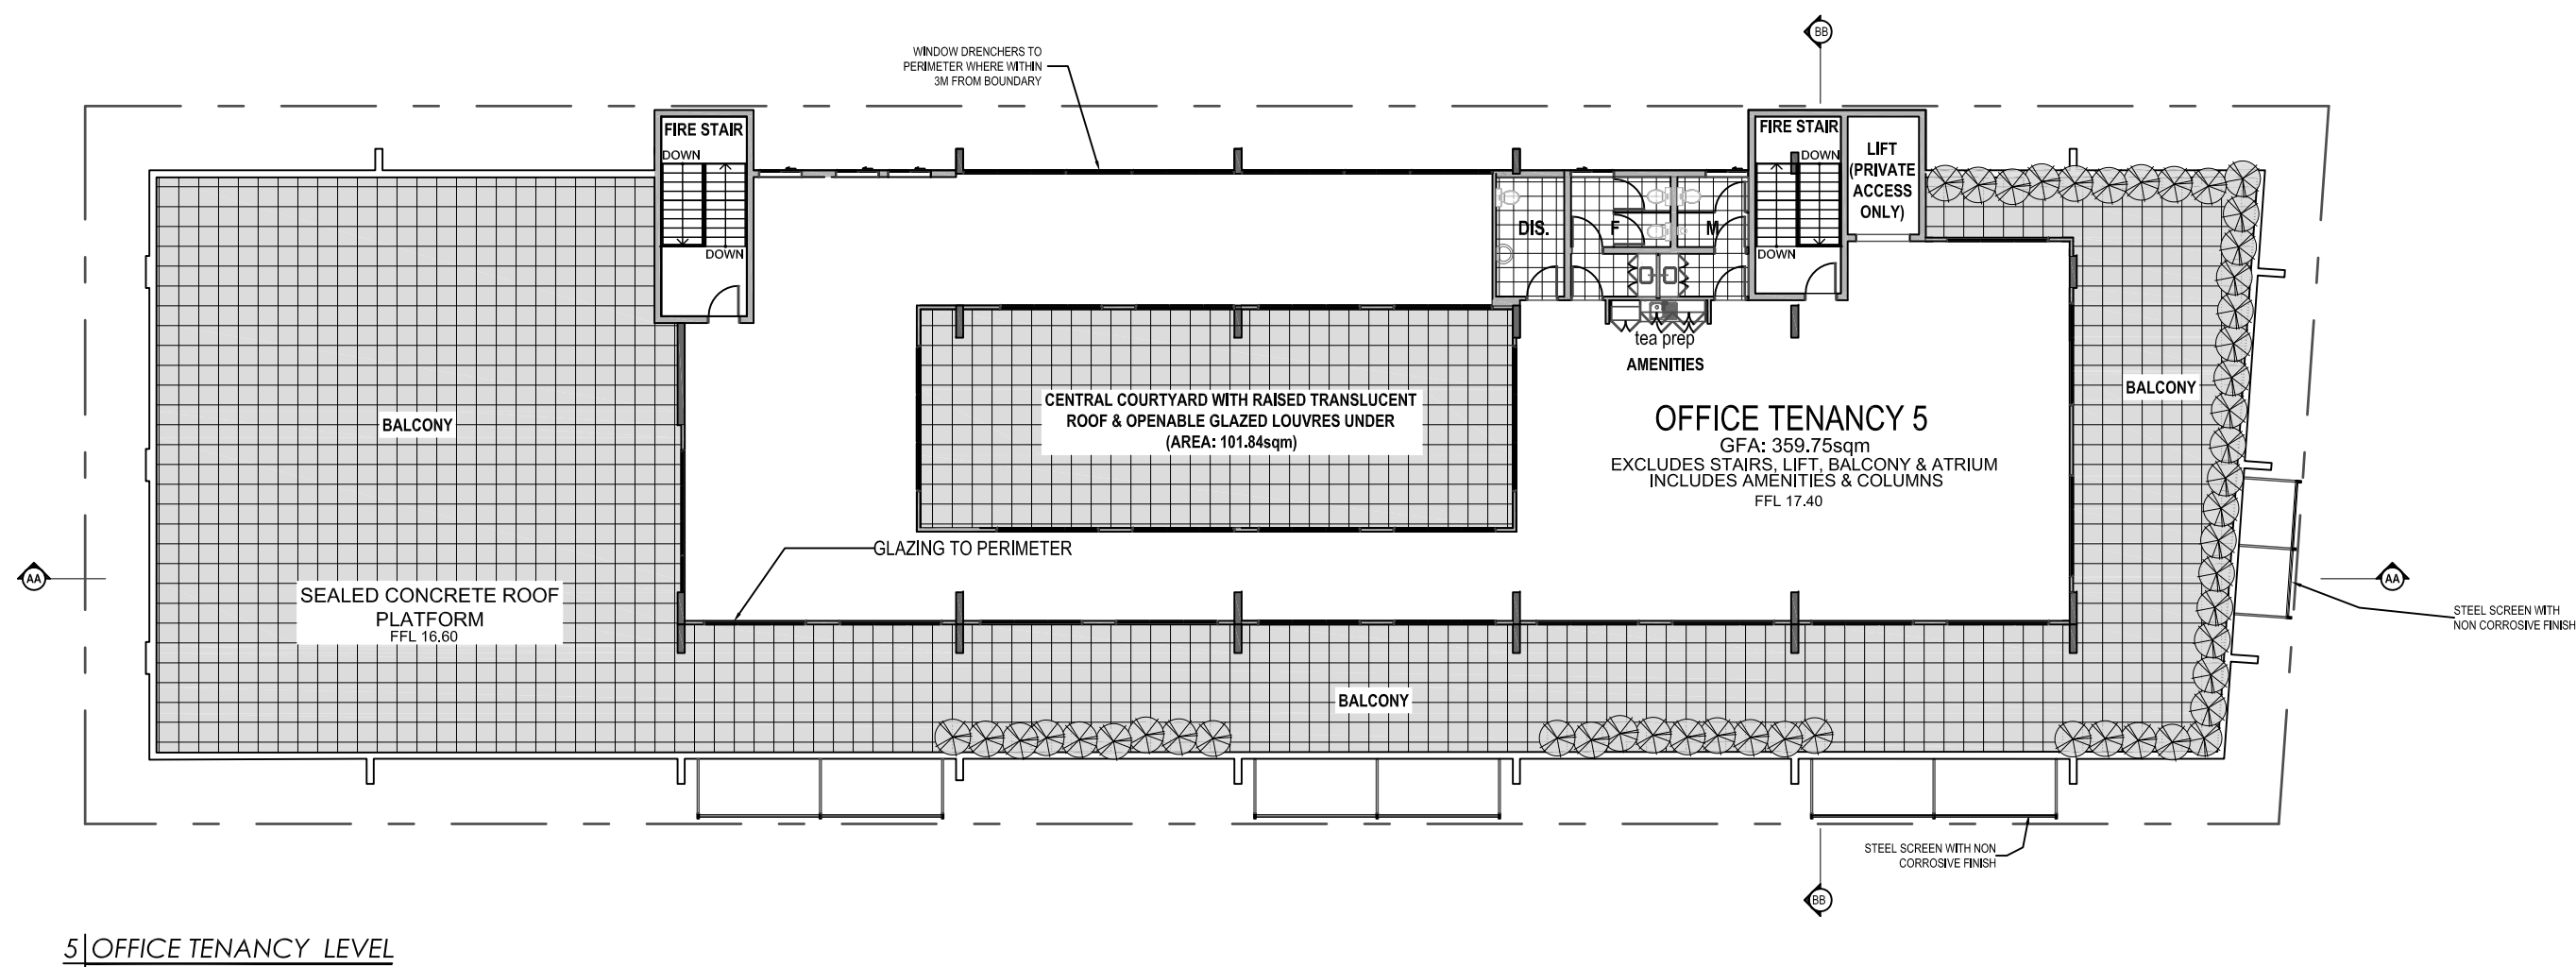 BB
WINDOW DRENCHERS TO
PERIMETER WHERE WITHIN
3M FROM BOUNDARY
FIRE STAIR
DOWN
DOWN
FIRE STAIR
DOWN
DOWN
LIFT
(PRIVATE
ACCESS
ONLY)
DIS.
F
M
tea prep
AMENITIES
BALCONY
CENTRAL COURTYARD WITH RAISED TRANSLUCENT
ROOF & OPENABLE GLAZED LOUVRES UNDER
(AREA: 101.84sqm)
OFFICE TENANCY 5
GFA: 359.75sqm
EXCLUDES STAIRS, LIFT, BALCONY & ATRIUM
INCLUDES AMENITIES & COLUMNS
FFL 17.40
BALCONY
GLAZING TO PERIMETER
AA
SEALED CONCRETE ROOF
PLATFORM
FFL 16.60
AA
STEEL SCREEN WITH
NON CORROSIVE FINISH
BALCONY
STEEL SCREEN WITH NON
CORROSIVE FINISH
BB
5 OFFICE TENANCY LEVEL